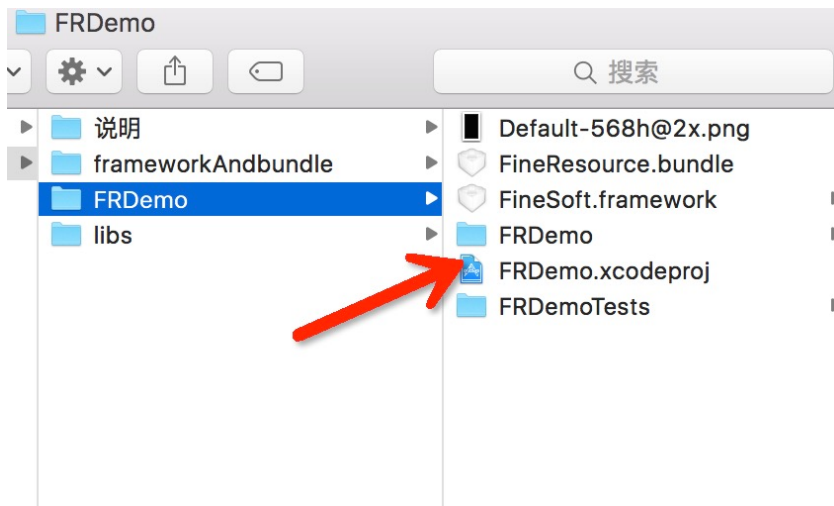 FRDemo
搜索
说明
frameworkAndbundle
FRDemo
libs
Default-568h@2x.png
FineResource.bundle
FineSoft.framework
FRDemo
FRDemo.xcodeproj
FRDemoTests